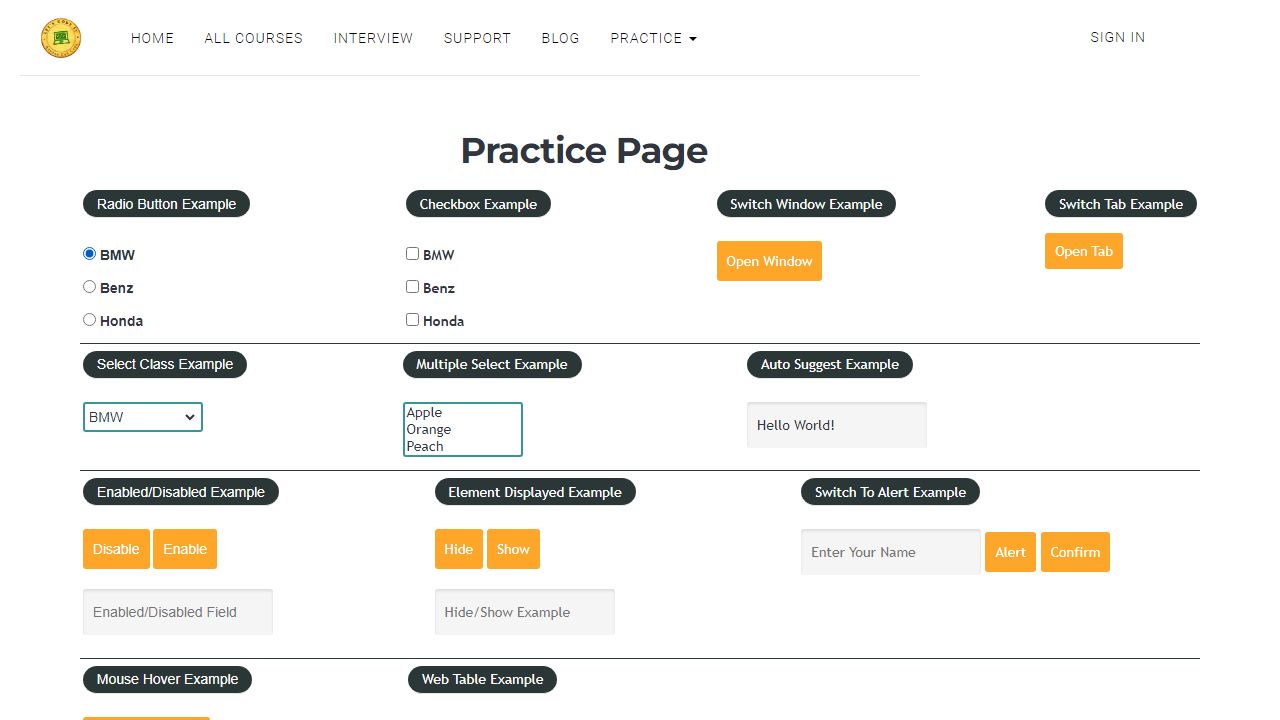 HOME ALL COURSES INTERVIEW SUPPORT BLOG PRACTICE SIGN IN
Practice Page
Radio Button Example Checkbox Example Switch Window Example Switch Tab Example
BMW BMW Open Window Open Tab
Benz Benz
Honda Honda
Select Class Example Multiple Select Example Auto Suggest Example
BMW Apple Hello World!
Orange
Peach
Enabled/Disabled Example Element Displayed Example Switch To Alert Example
Disable Enable Hide Show Enter Your Name Alert Confirm
Enabled/Disabled Field Hide/Show Example
Mouse Hover Example Web Table Example